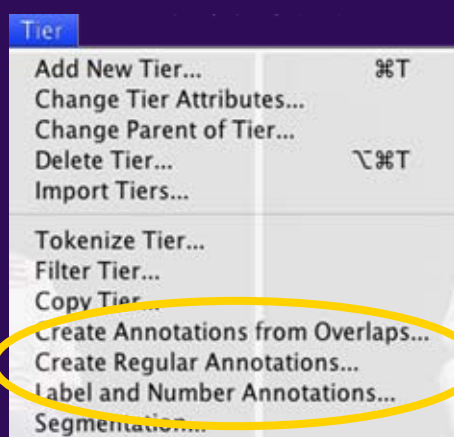 Tier
Add New Tier... ⌘T
Change Tier Attributes...
Change Parent of Tier...
Delete Tier... ⌥⌘T
Import Tiers...
Tokenize Tier...
Filter Tier...
Copy Tier...
Create Annotations from Overlaps...
Create Regular Annotations...
Label and Number Annotations...
Segmentation...